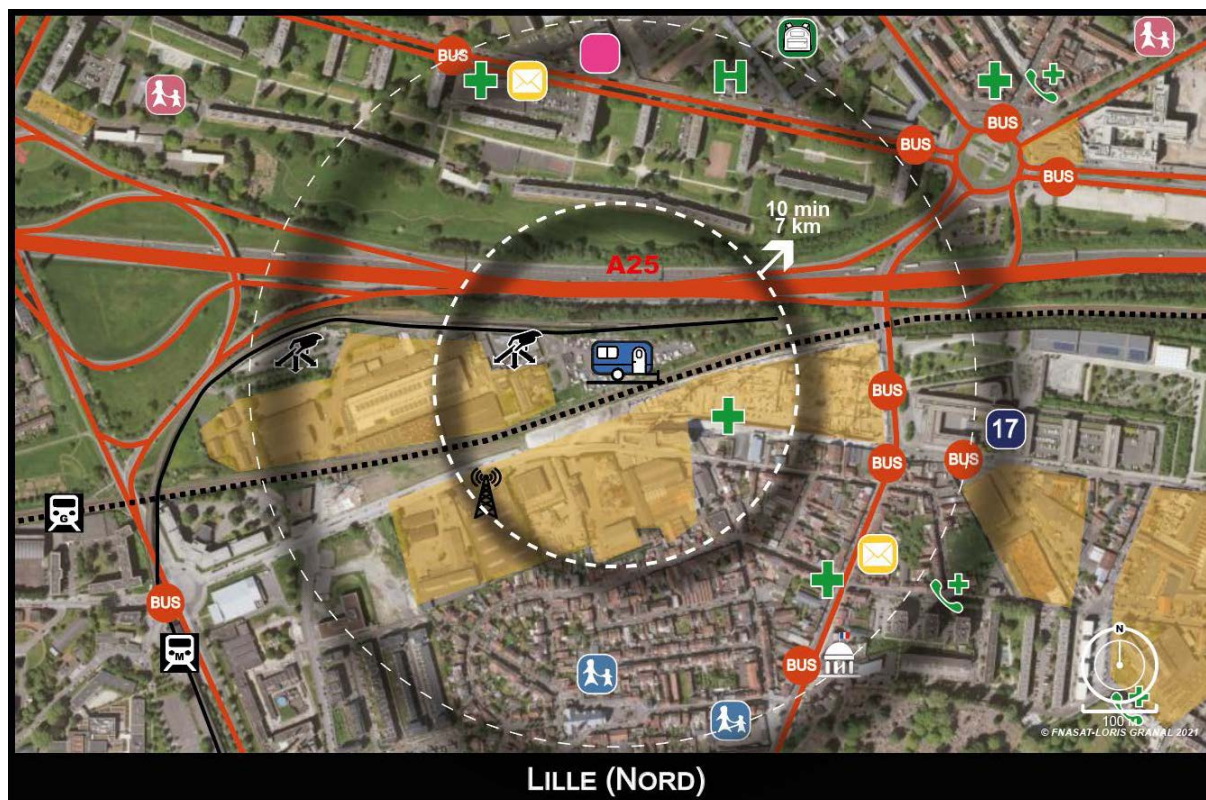 BUS
H
BUS
BUS
BUS
10 min
7 km
A25
BUS
17
BUS
BUS
G
BUS
M
BUS
N
100 M
© FNASAT-LORIS GRANAL 2021
LILLE (NORD)